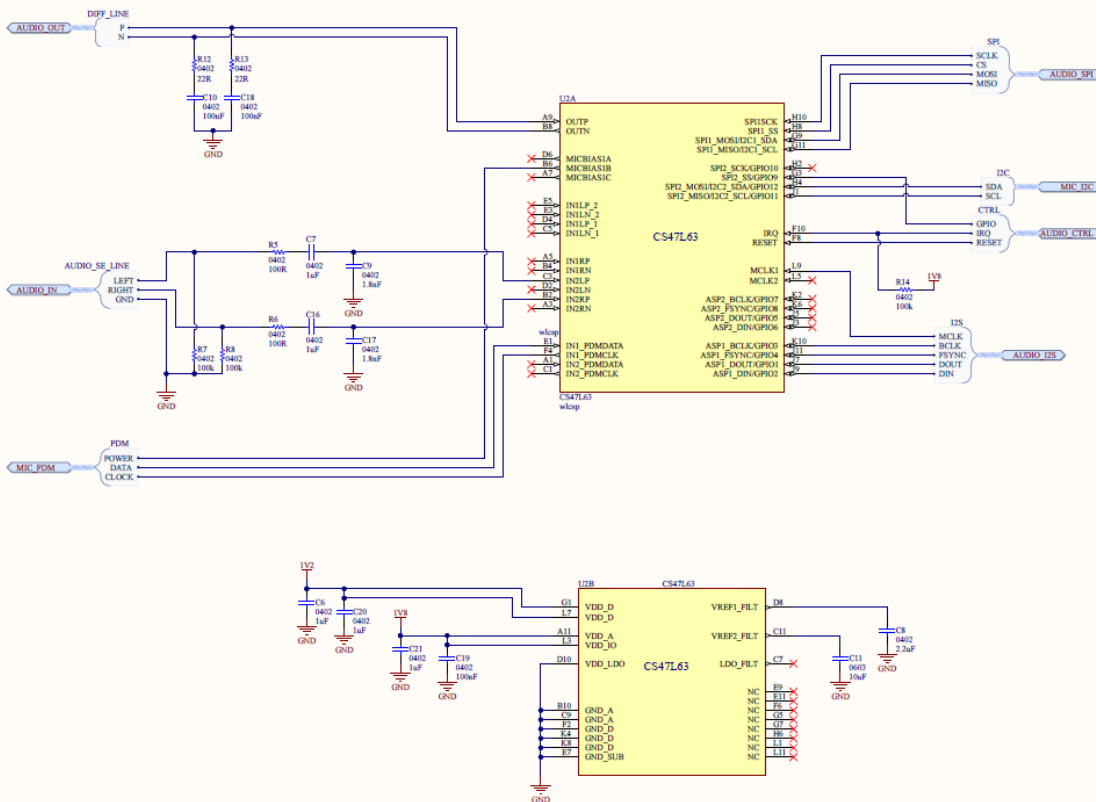 DIFF_LINE
AUDIO_OUT
P
N
R12
0402
22R
R13
0402
22R
C10
0402
100nF
C18
0402
100nF
GND
U2A
A9 OUTP
B8 OUTN
D6 MICBIAS1A
B6 MICBIAS1B
A7 MICBIAS1C
E5 IN1LP_2
E3 IN1LN_2
D4 IN1LP_1
C5 IN1LN_1
A5 IN1RP
B4 IN1RN
C3 IN2LP
D2 IN2LN
B2 IN2RP
A3 IN2RN
wlcsp
E1 IN1_PDMDATA
F4 IN1_PDMCLK
A1 IN2_PDMDATA
C1 IN2_PDMCLK
CS47L63
SPI1SCK H10
SPI1_SS H8
SPI1_MOSI/I2C1_SDA G9
SPI1_MISO/I2C1_SCL G11
SPI2_SCK/GPIO10 H2
SPI2_SS/GPIO9 G3
SPI2_MOSI/I2C2_SDA/GPIO12 H4
SPI2_MISO/I2C2_SCL/GPIO11 J1
IRQ F10
RESET F8
MCLK1 L9
MCLK2 L5
ASP2_BCLK/GPIO7 K2
ASP2_FSYNC/GPIO8 K6
ASP2_DOUT/GPIO5 J5
ASP2_DIN/GPIO6 J3
ASP1_BCLK/GPIO3 K10
ASP1_FSYNC/GPIO4 J11
ASP1_DOUT/GPIO1 J7
ASP1_DIN/GPIO2 J9
CS47L63
wlcsp
SPI
SCLK
CS
MOSI
MISO
AUDIO_SPI
I2C
SDA
SCL
MIC_I2C
CTRL
GPIO
IRQ
RESET
AUDIO_CTRL
R14
0402
100k
1V8
I2S
MCLK
BCLK
FSYNC
DOUT
DIN
AUDIO_I2S
AUDIO_SE_LINE
AUDIO_IN
LEFT
RIGHT
GND
R5
0402
100R
C7
0402
1uF
C9
0402
1.8nF
GND
R6
0402
100R
C16
0402
1uF
C17
0402
1.8nF
GND
R7
0402
100k
R8
0402
100k
GND
PDM
MIC_PDM
POWER
DATA
CLOCK
1V2
C6
0402
1uF
GND
C20
0402
1uF
GND
1V8
C21
0402
1uF
GND
C19
0402
100nF
GND
U2B
CS47L63
G1 VDD_D
L7 VDD_D
A11 VDD_A
L3 VDD_IO
D10 VDD_LDO
B10 GND_A
C9 GND_A
F2 GND_D
K4 GND_D
K8 GND_D
E7 GND_SUB
GND
CS47L63
VREF1_FILT D8
VREF2_FILT C11
LDO_FILT C7
NC E9
NC E11
NC F6
NC G5
NC G7
NC H6
NC L1
NC L11
C8
0402
2.2uF
GND
C11
0603
10uF
GND